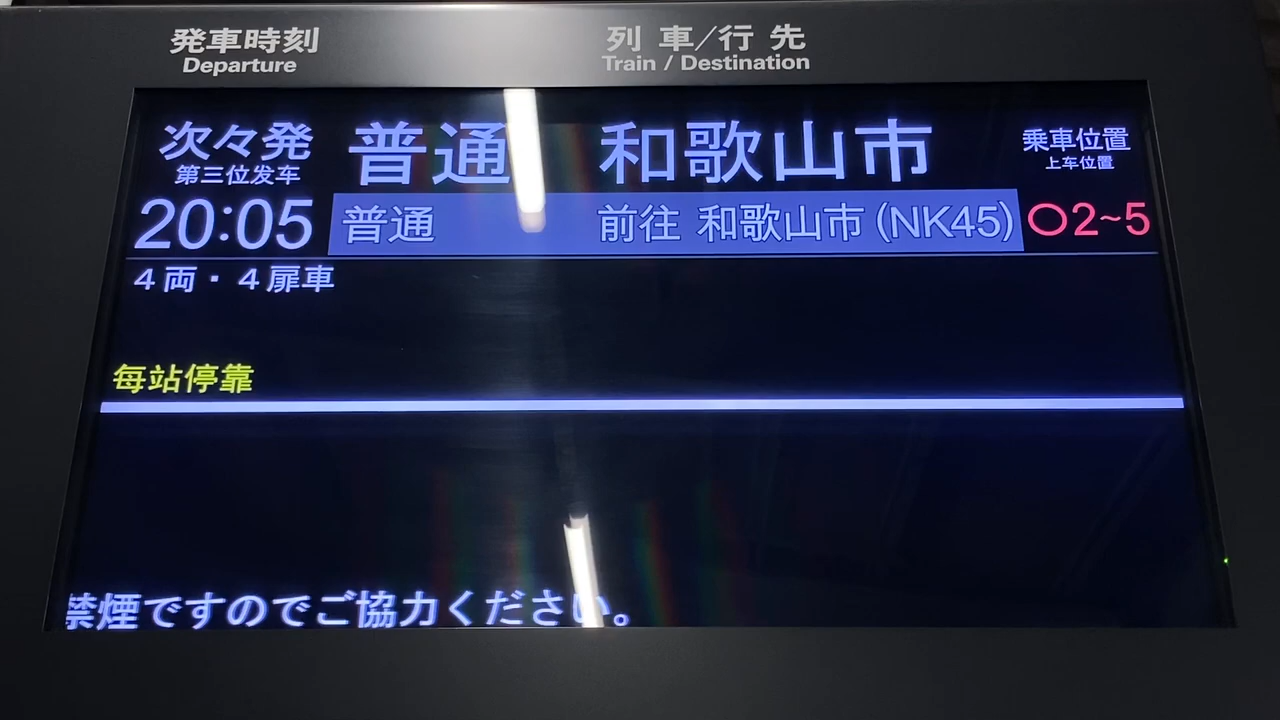 発車時刻
Departure
列車/行先
Train / Destination
次々発 普通 和歌山市 乗車位置
第三位发车 上车位置
20:05 普通 前往 和歌山市 (NK45) ○2~5
4両・4扉車
每站停靠
禁煙ですのでご協力ください。